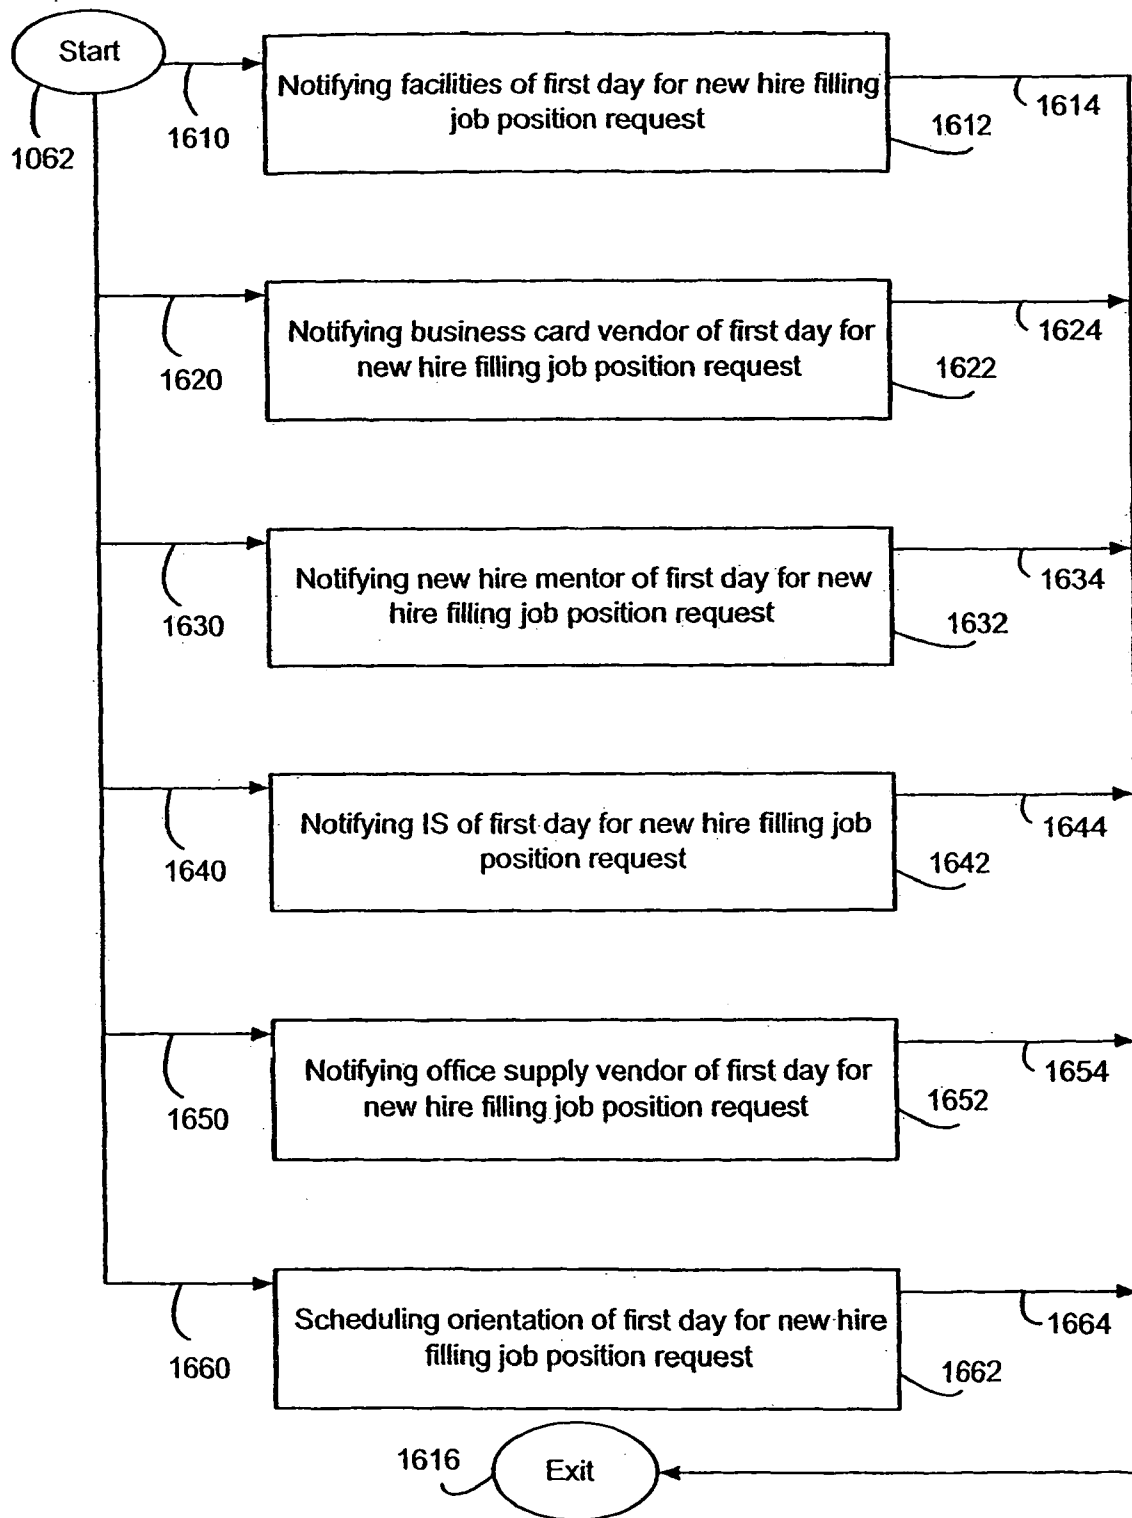 Start
1062
1610
Notifying facilities of first day for new hire filling
job position request
1612
1614
1620
Notifying business card vendor of first day for
new hire filling job position request
1622
1624
1630
Notifying new hire mentor of first day for new
hire filling job position request
1632
1634
1640
Notifying IS of first day for new hire filling job
position request
1642
1644
1650
Notifying office supply vendor of first day for
new hire filling job position request
1652
1654
1660
Scheduling orientation of first day for new hire
filling job position request
1662
1664
1616
Exit